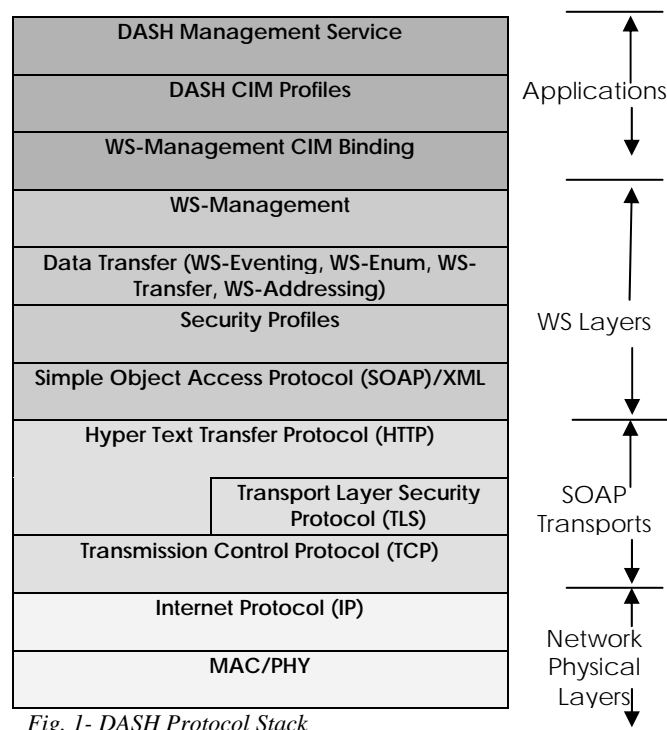 DASH Management Service
DASH CIM Profiles
WS-Management CIM Binding
WS-Management
Data Transfer (WS-Eventing, WS-Enum, WS-
Transfer, WS-Addressing)
Security Profiles
Simple Object Access Protocol (SOAP)/XML
Hyper Text Transfer Protocol (HTTP)
Transport Layer Security
Protocol (TLS)
Transmission Control Protocol (TCP)
Internet Protocol (IP)
MAC/PHY
Applications
WS Layers
SOAP
Transports
Network
Physical
Layers
Fig. 1- DASH Protocol Stack